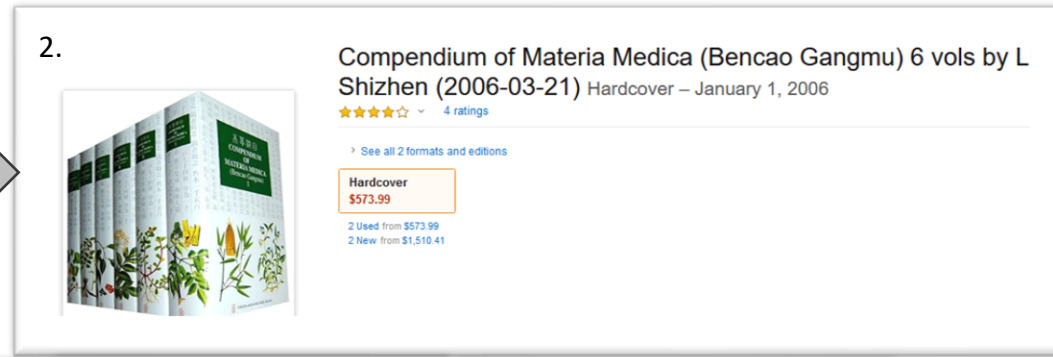 2.
Compendium of Materia Medica (Bencao Gangmu) 6 vols by L
Shizhen (2006-03-21) Hardcover – January 1, 2006
4 ratings
See all 2 formats and editions
Hardcover
$573.99
2 Used from $573.99
2 New from $1,510.41
COMPENDIUM
OF
MATERIA MEDICA
(Bencao Gangmu)